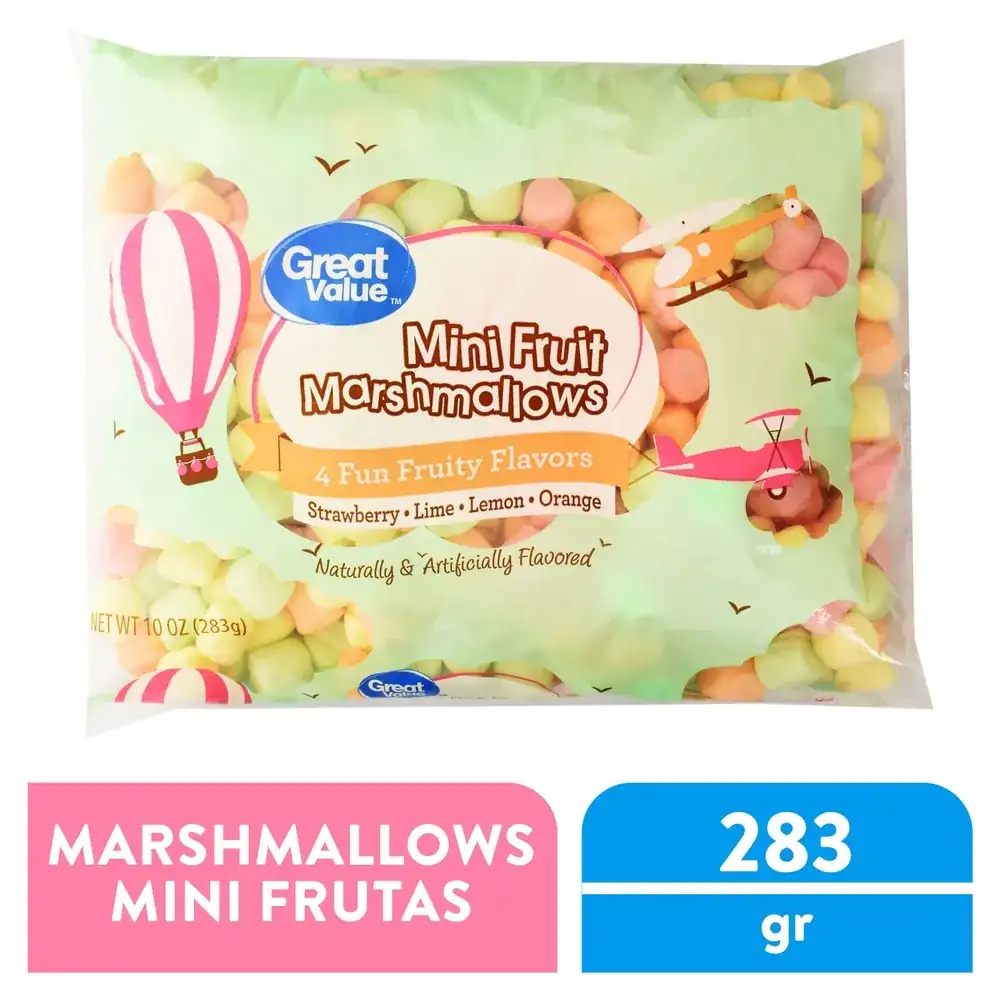 Great
Value™
Mini Fruit
Marshmallows
4 Fun Fruity Flavors
Strawberry • Lime • Lemon • Orange
Naturally & Artificially Flavored
NET WT 10 OZ (283g)
Great
Value
MARSHMALLOWS
MINI FRUTAS
283
gr